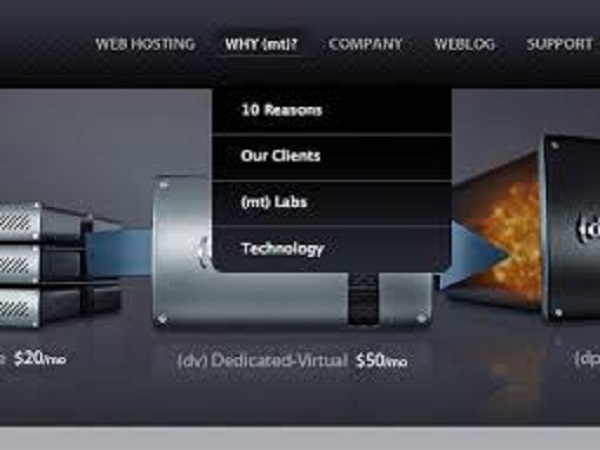 WEB HOSTING WHY (mt)? COMPANY WEBLOG SUPPORT
10 Reasons
Our Clients
(mt) Labs
Technology
$20/mo (dv) Dedicated-Virtual $50/mo (dp